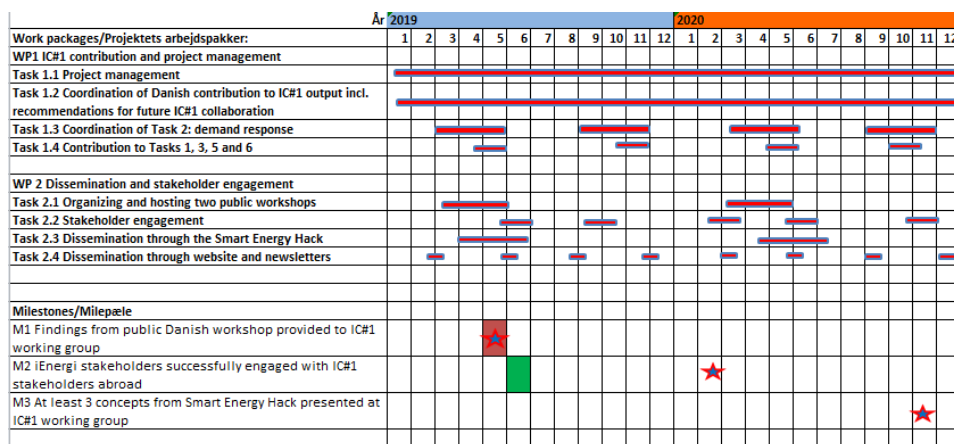 År 2019 2020
Work packages/Projektets arbejdspakker: 1 2 3 4 5 6 7 8 9 10 11 12 1 2 3 4 5 6 7 8 9 10 11 12
WP1 IC#1 contribution and project management
Task 1.1 Project management
Task 1.2 Coordination of Danish contribution to IC#1 output incl.
recommendations for future IC#1 collaboration
Task 1.3 Coordination of Task 2: demand response
Task 1.4 Contribution to Tasks 1, 3, 5 and 6
WP 2 Dissemination and stakeholder engagement
Task 2.1 Organizing and hosting two public workshops
Task 2.2 Stakeholder engagement
Task 2.3 Dissemination through the Smart Energy Hack
Task 2.4 Dissemination through website and newsletters
Milestones/Milepæle
M1 Findings from public Danish workshop provided to IC#1
working group
M2 iEnergi stakeholders successfully engaged with IC#1
stakeholders abroad
M3 At least 3 concepts from Smart Energy Hack presented at
IC#1 working group